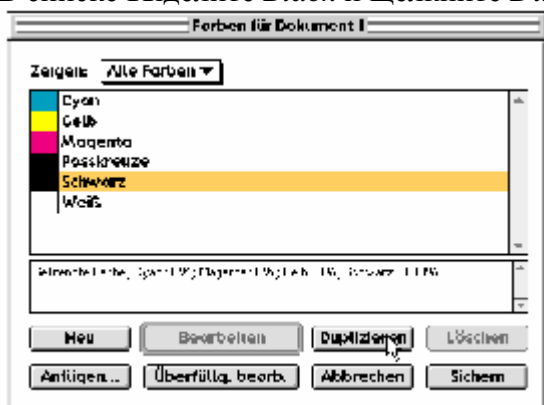 Farben für Dokument 1
Zeigen: Alle Farben
Cyan
Gelb
Magenta
Passkreuze
Schwarz
Weiß
Neu Bearbeiten Duplizieren Löschen
Anfügen... Überfüllg. bearb. Abbrechen Sichern